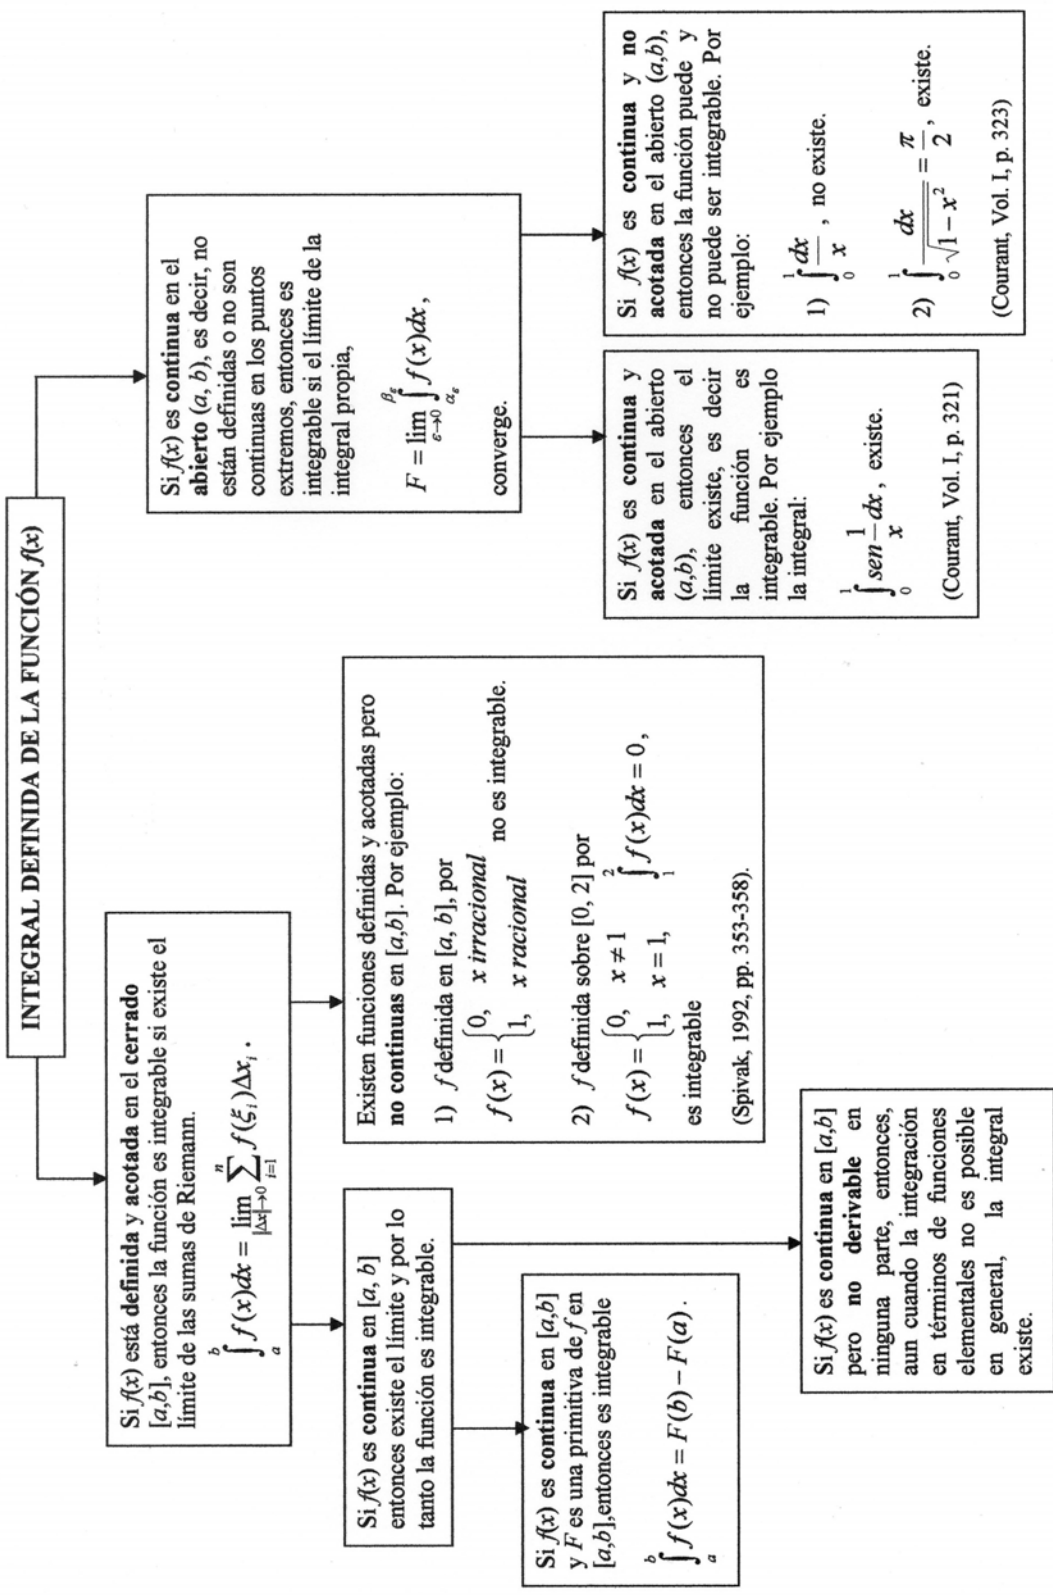 INTEGRAL DEFINIDA DE LA FUNCIÓN f(x)
Si f(x) está definida y acotada en el cerrado
[a,b], entonces la función es integrable si existe el
límite de las sumas de Riemann.
∫_a^b f(x)dx = lim_{|Δx|→0} ∑_{i=1}^n f(ξ_i)Δx_i .
Si f(x) es continua en [a, b]
entonces existe el límite y por lo
tanto la función es integrable.
Si f(x) es continua en [a,b]
y F es una primitiva de f en
[a,b],entonces es integrable
∫_a^b f(x)dx = F(b) − F(a) .
Si f(x) es continua en [a,b]
pero no derivable en
ninguna parte, entonces,
aun cuando la integración
en términos de funciones
elementales no es posible
en general, la integral
existe.
Existen funciones definidas y acotadas pero
no continuas en [a,b]. Por ejemplo:
1) f definida en [a, b], por
f(x) = {0, x irracional
1, x racional no es integrable.
2) f definida sobre [0, 2] por
f(x) = {0, x ≠ 1
1, x = 1, ∫_1^2 f(x)dx = 0 ,
es integrable
(Spivak, 1992, pp. 353-358).
Si f(x) es continua en el
abierto (a, b), es decir, no
están definidas o no son
continuas en los puntos
extremos, entonces es
integrable si el límite de la
integral propia,
F = lim_{ε→0} ∫_{α_ε}^{β_ε} f(x)dx ,
converge.
Si f(x) es continua y
acotada en el abierto
(a,b), entonces el
límite existe, es decir
la función es
integrable. Por ejemplo
la integral:
∫_0^1 sen 1/x dx , existe.
(Courant, Vol. I, p. 321)
Si f(x) es continua y no
acotada en el abierto (a,b),
entonces la función puede y
no puede ser integrable. Por
ejemplo:
1) ∫_0^1 dx/x , no existe.
2) ∫_0^1 dx/√(1−x²) = π/2 , existe.
(Courant, Vol. I, p. 323)